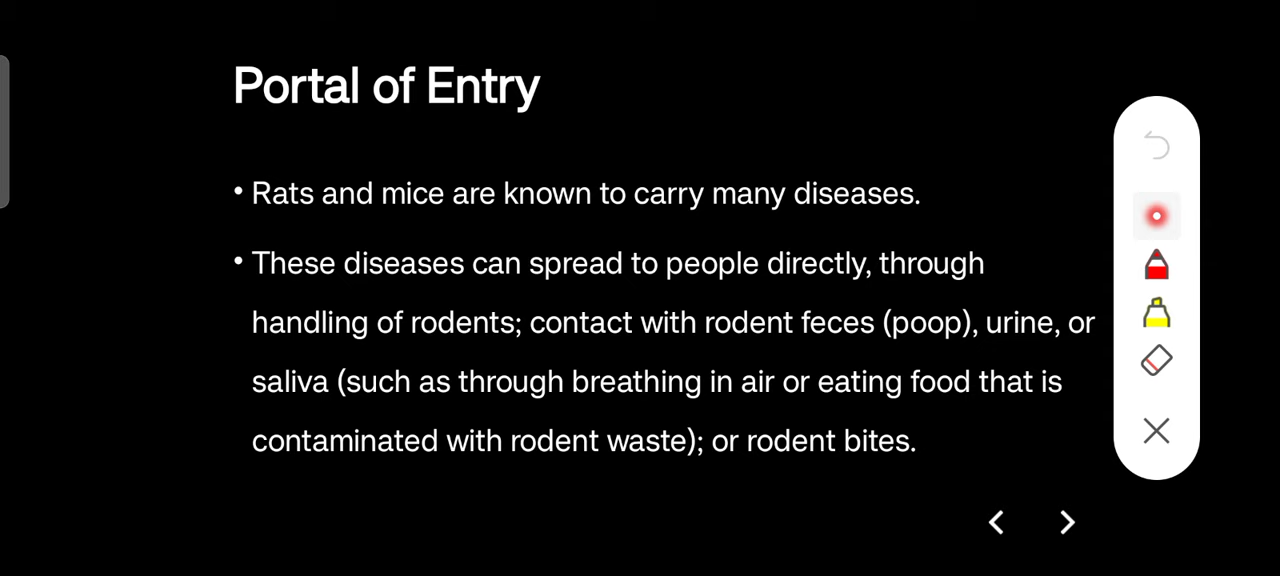 Portal of Entry
• Rats and mice are known to carry many diseases.
• These diseases can spread to people directly, through
handling of rodents; contact with rodent feces (poop), urine, or
saliva (such as through breathing in air or eating food that is
contaminated with rodent waste); or rodent bites.